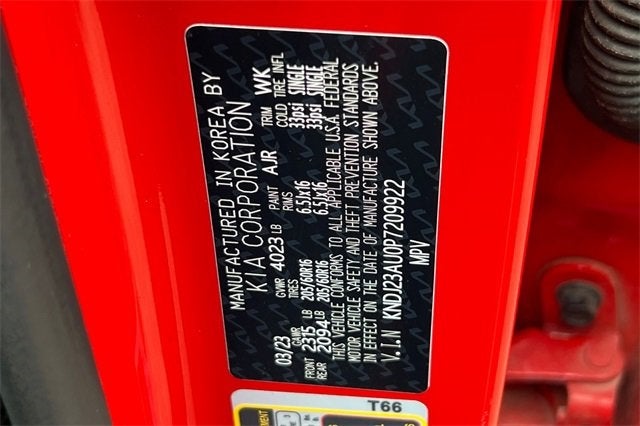 MANUFACTURED IN KOREA BY
KIA CORPORATION
03/23 GVWR 4023 LB PAINT AJR TRIM WK
GAWR TIRES RIMS COLD TIRE INFL
FRONT 2315 LB 205/60R16 6.5Jx16 33psi SINGLE
REAR 2094 LB 205/60R16 6.5Jx16 33psi SINGLE
THIS VEHICLE CONFORMS TO ALL APPLICABLE U.S.A. FEDERAL
MOTOR VEHICLE SAFETY AND THEFT PREVENTION STANDARDS
IN EFFECT ON THE DATE OF MANUFACTURE SHOWN ABOVE.
V.I.N KNDJ23AU0P7209922
MPV
T66